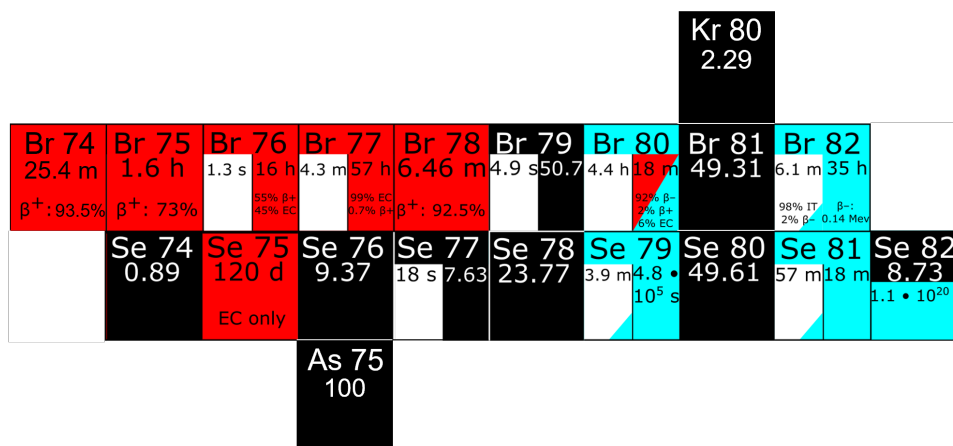 Kr 80
2.29
Br 74
25.4 m
β⁺: 93.5%
Br 75
1.6 h
β⁺: 73%
Br 76
1.3 s 16 h
55% β+
45% EC
Br 77
4.3 m 57 h
99% EC
0.7% β+
Br 78
6.46 m
β⁺: 92.5%
Br 79
4.9 s 50.7
Br 80
4.4 h 18 m
92% β−
2% β+
6% EC
Br 81
49.31
Br 82
6.1 m 35 h
98% IT
2% β−
β−:
0.14 Mev
Se 74
0.89
Se 75
120 d
EC only
Se 76
9.37
Se 77
18 s 7.63
Se 78
23.77
Se 79
3.9 m 4.8 •
10⁵ s
Se 80
49.61
Se 81
57 m 18 m
Se 82
8.73
1.1 • 10²⁰
As 75
100